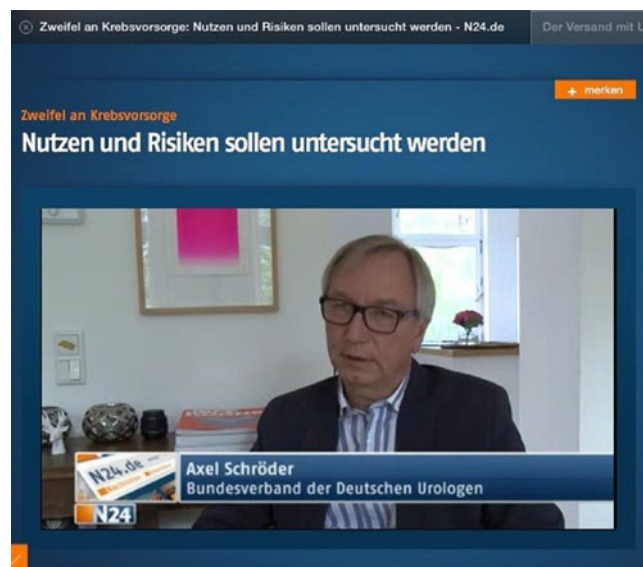 Zweifel an Krebsvorsorge: Nutzen und Risiken sollen untersucht werden - N24.de
Der Versand mit U
+ merken
Zweifel an Krebsvorsorge
Nutzen und Risiken sollen untersucht werden
N24.de
Nachrichten
Axel Schröder
Bundesverband der Deutschen Urologen
N24